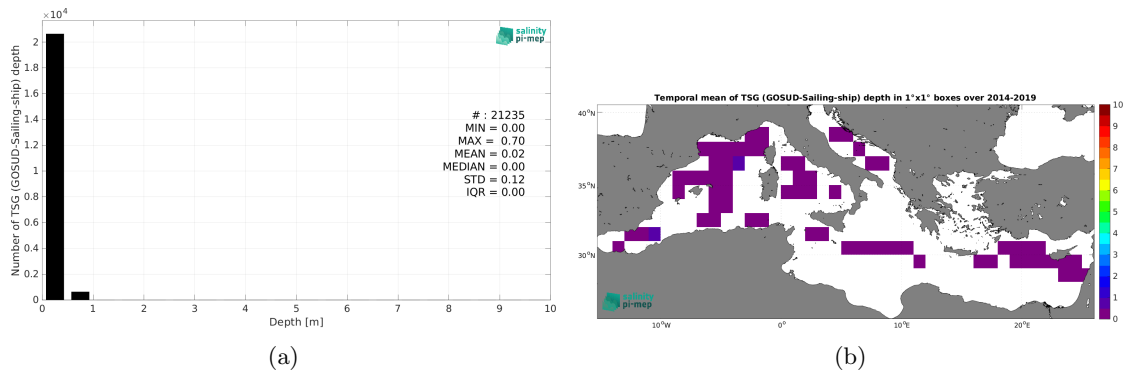 ×10⁴
2
1.8
1.6
1.4
1.2
1
0.8
0.6
0.4
0.2
0
Number of TSG (GOSUD-Sailing-ship) depth
salinity
pi-mep
# : 21235
MIN = 0.00
MAX = 0.70
MEAN = 0.02
MEDIAN = 0.00
STD = 0.12
IQR = 0.00
0 1 2 3 4 5 6 7 8 9 10
Depth [m]
(a)
Temporal mean of TSG (GOSUD-Sailing-ship) depth in 1°x1° boxes over 2014-2019
40°N
35°N
30°N
10°W 0° 10°E 20°E
salinity
pi-mep
10
9
8
7
6
5
4
3
2
1
0
(b)